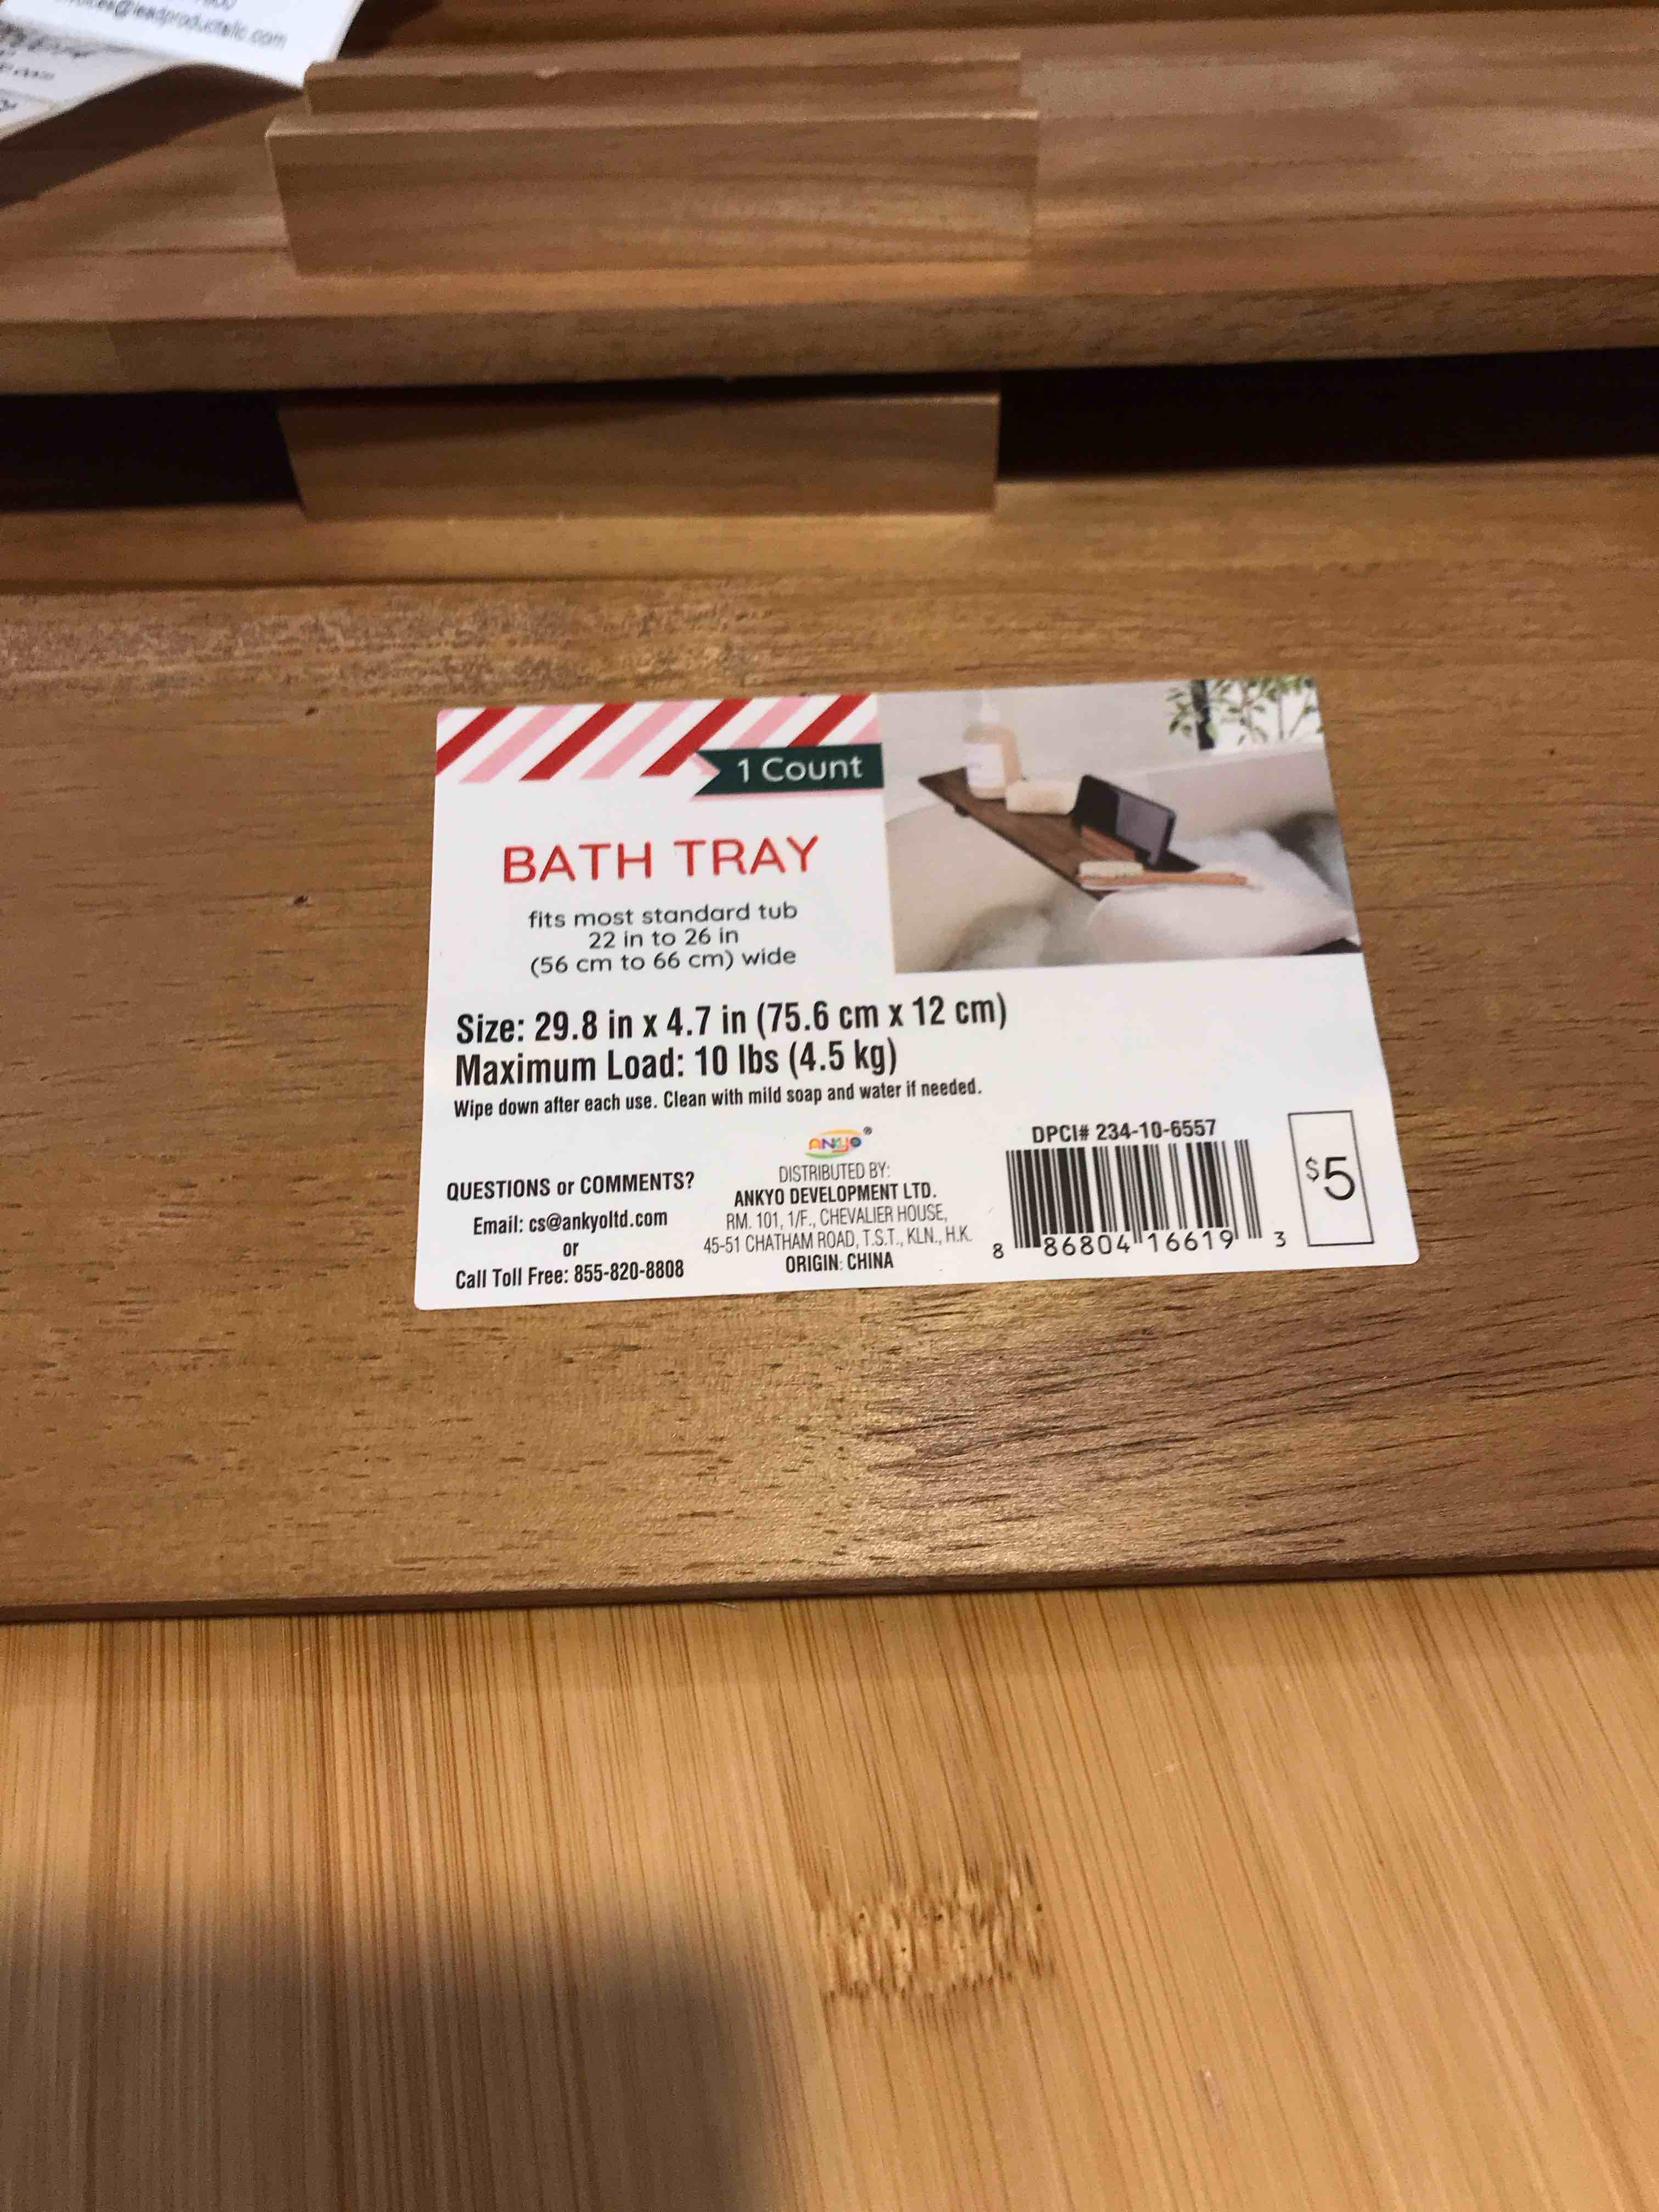 1 Count
BATH TRAY
fits most standard tub
22 in to 26 in
(56 cm to 66 cm) wide
Size: 29.8 in x 4.7 in (75.6 cm x 12 cm)
Maximum Load: 10 lbs (4.5 kg)
Wipe down after each use. Clean with mild soap and water if needed.
QUESTIONS or COMMENTS?
Email: cs@ankyoltd.com
or
Call Toll Free: 855-820-8808
ANKYO®
DISTRIBUTED BY:
ANKYO DEVELOPMENT LTD.
RM. 101, 1/F., CHEVALIER HOUSE,
45-51 CHATHAM ROAD, T.S.T., KLN., H.K.
ORIGIN: CHINA
DPCI# 234-10-6557
8 86804 16619 3
$5